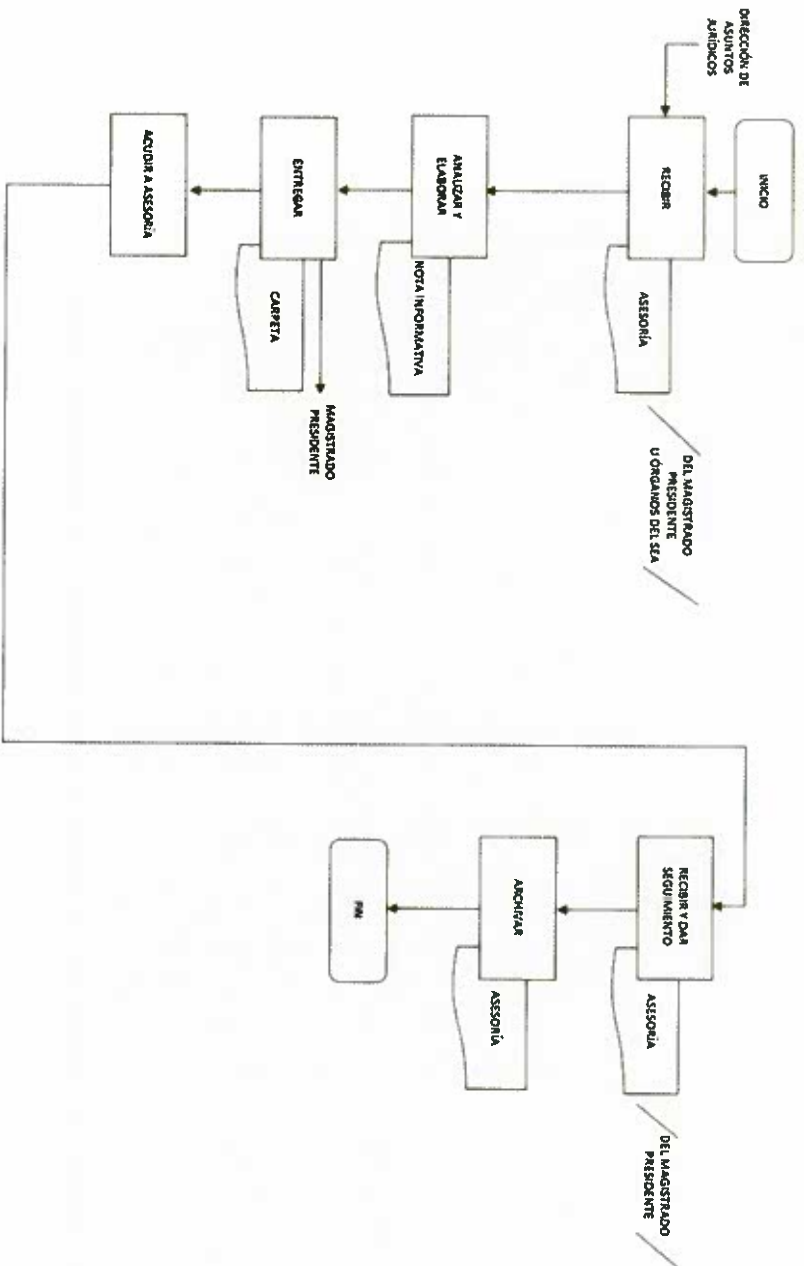 DIRECCIÓN DE
ASUNTOS
JURÍDICOS
INICIO
RECIBIR
ASESORÍA
DEL MAGISTRADO
PRESIDENTE
U ÓRGANOS DEL SEA
ANALIZAR Y
ELABORAR
NOTA INFORMATIVA
ENTREGAR
CARPETA
MAGISTRADO
PRESIDENTE
ACUDIR A ASESORÍA
RECIBIR Y DAR
SEGUIMIENTO
ASESORÍA
DEL MAGISTRADO
PRESIDENTE
ARCHIVAR
ASESORÍA
FIN